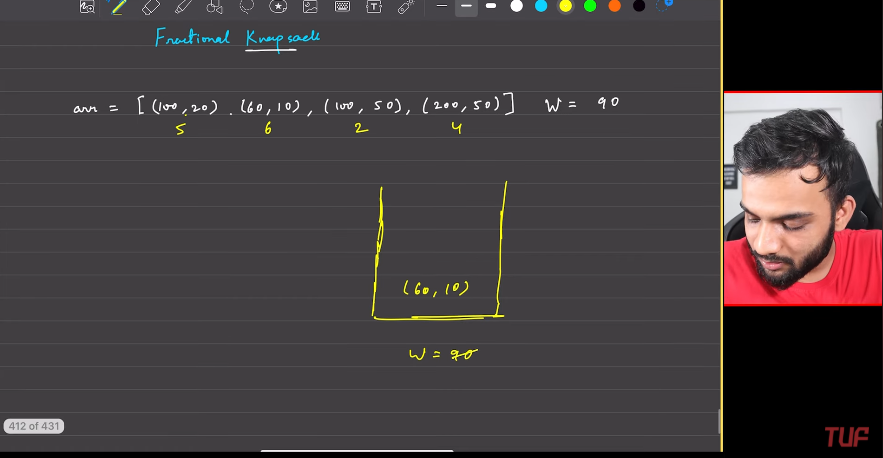 Fractional Knapsack
arr = [(100, 20) . (60, 10), (100, 50), (200, 50)] W = 90
5 6 2 4
(60, 10)
W = 90
412 of 431
TUF